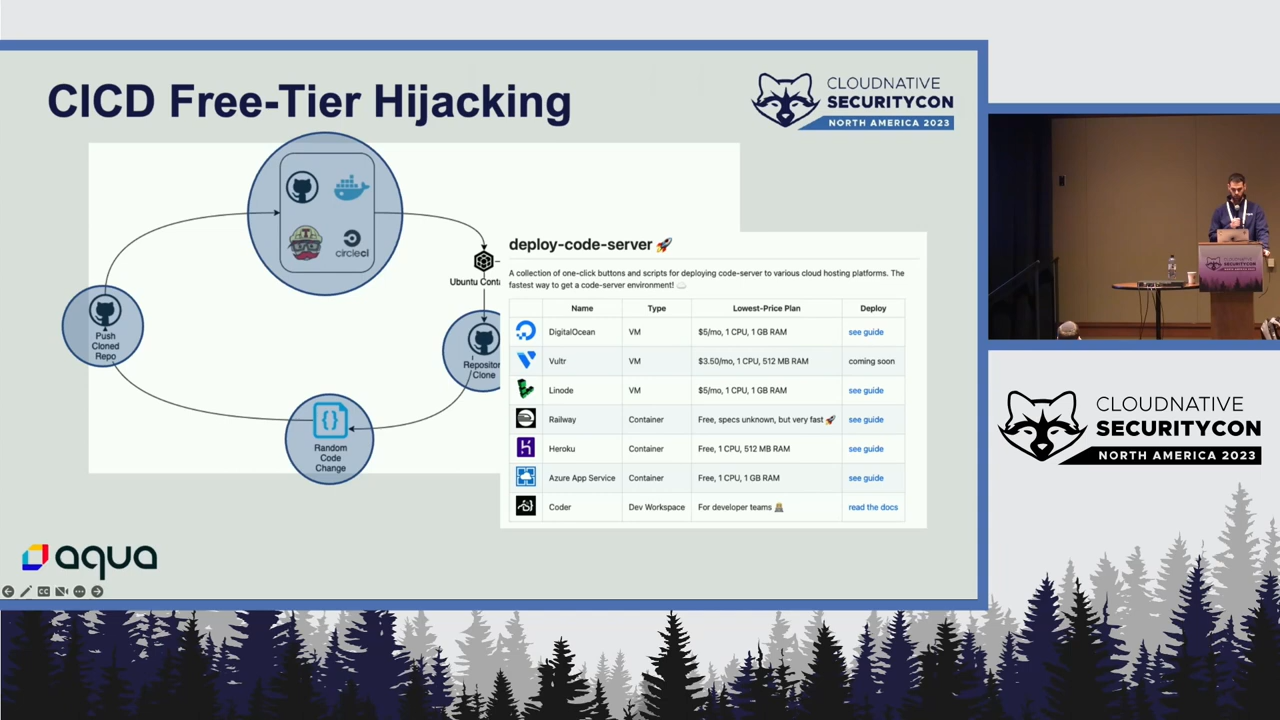 CICD Free-Tier Hijacking
CLOUDNATIVE
SECURITYCON
NORTH AMERICA 2023
circleci
Ubuntu Conta
Push
Cloned
Repo
Repositor
Clone
Random
Code
Change
deploy-code-server 🚀
A collection of one-click buttons and scripts for deploying code-server to various cloud hosting platforms. The
fastest way to get a code-server environment! ☁️
Name Type Lowest-Price Plan Deploy
DigitalOcean VM $5/mo, 1 CPU, 1 GB RAM see guide
Vultr VM $3.50/mo, 1 CPU, 512 MB RAM coming soon
Linode VM $5/mo, 1 CPU, 1 GB RAM see guide
Railway Container Free, specs unknown, but very fast 🚀 see guide
Heroku Container Free, 1 CPU, 512 MB RAM see guide
Azure App Service Container Free, 1 CPU, 1 GB RAM see guide
Coder Dev Workspace For developer teams read the docs
aqua
CC
CLOUDNATIVE
SECURITYCON
NORTH AMERICA 2023